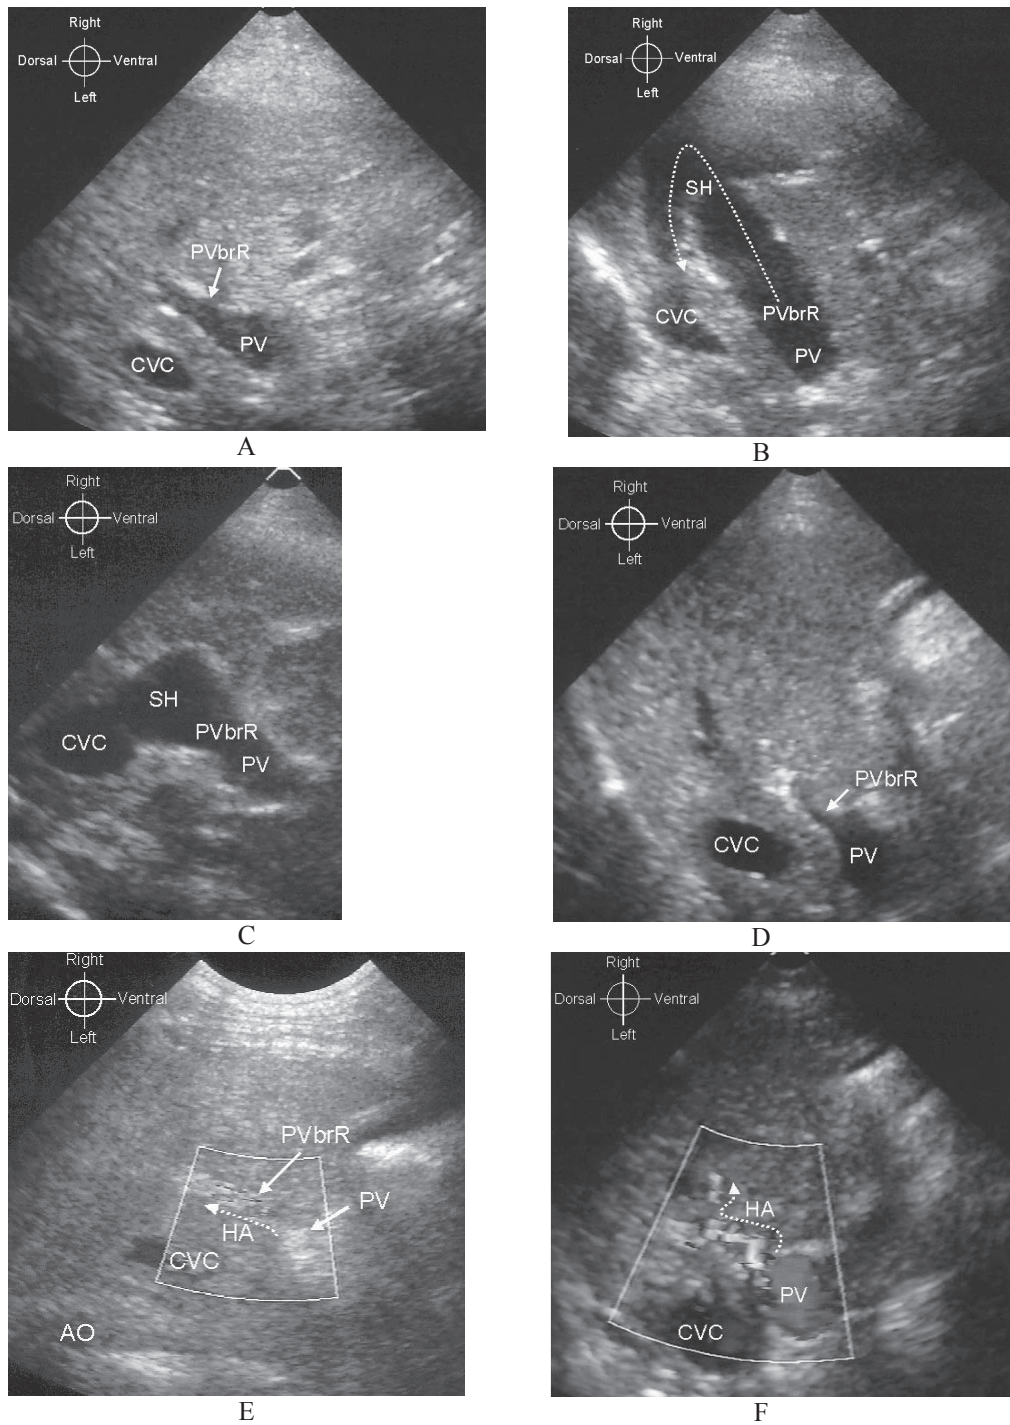 Right
Dorsal Ventral
Left
PVbrR
PV
CVC
A
Right
Dorsal Ventral
Left
SH
CVC
PVbrR
PV
B
Right
Dorsal Ventral
Left
SH
PVbrR
CVC
PV
C
Right
Dorsal Ventral
Left
PVbrR
CVC
PV
D
Right
Dorsal Ventral
Left
PVbrR
PV
HA
CVC
AO
E
Right
Dorsal Ventral
Left
HA
PV
CVC
F